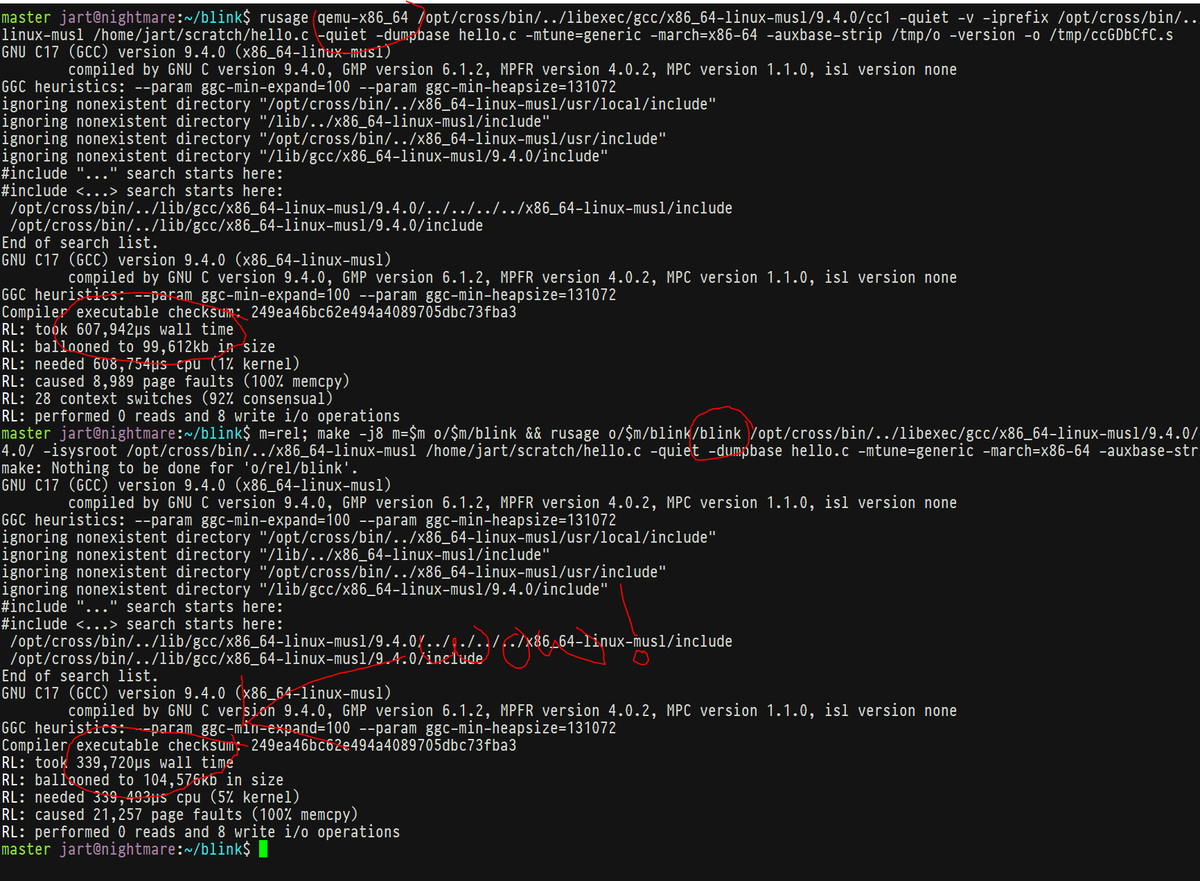 master jart@nightmare:~/blink$ rusage qemu-x86_64 /opt/cross/bin/../libexec/gcc/x86_64-linux-musl/9.4.0/cc1 -quiet -v -iprefix /opt/cross/bin/..
linux-musl /home/jart/scratch/hello.c -quiet -dumpbase hello.c -mtune=generic -march=x86-64 -auxbase-strip /tmp/o -version -o /tmp/ccGDbCfC.s
GNU C17 (GCC) version 9.4.0 (x86_64-linux-musl)
compiled by GNU C version 9.4.0, GMP version 6.1.2, MPFR version 4.0.2, MPC version 1.1.0, isl version none
GGC heuristics: --param ggc-min-expand=100 --param ggc-min-heapsize=131072
ignoring nonexistent directory "/opt/cross/bin/../x86_64-linux-musl/usr/local/include"
ignoring nonexistent directory "/lib/../x86_64-linux-musl/include"
ignoring nonexistent directory "/opt/cross/bin/../x86_64-linux-musl/usr/include"
ignoring nonexistent directory "/lib/gcc/x86_64-linux-musl/9.4.0/include"
#include "..." search starts here:
#include <...> search starts here:
/opt/cross/bin/../lib/gcc/x86_64-linux-musl/9.4.0/../../../../x86_64-linux-musl/include
/opt/cross/bin/../lib/gcc/x86_64-linux-musl/9.4.0/include
End of search list.
GNU C17 (GCC) version 9.4.0 (x86_64-linux-musl)
compiled by GNU C version 9.4.0, GMP version 6.1.2, MPFR version 4.0.2, MPC version 1.1.0, isl version none
GGC heuristics: --param ggc-min-expand=100 --param ggc-min-heapsize=131072
Compiler executable checksum: 249ea46bc62e494a4089705dbc73fba3
RL: took 607,942µs wall time
RL: ballooned to 99,612kb in size
RL: needed 608,754µs cpu (1% kernel)
RL: caused 8,989 page faults (100% memcpy)
RL: 28 context switches (92% consensual)
RL: performed 0 reads and 8 write i/o operations
master jart@nightmare:~/blink$ m=rel; make -j8 m=$m o/$m/blink && rusage o/$m/blink/blink /opt/cross/bin/../libexec/gcc/x86_64-linux-musl/9.4.0/
4.0/ -isysroot /opt/cross/bin/../x86_64-linux-musl /home/jart/scratch/hello.c -quiet -dumpbase hello.c -mtune=generic -march=x86-64 -auxbase-str
make: Nothing to be done for 'o/rel/blink'.
GNU C17 (GCC) version 9.4.0 (x86_64-linux-musl)
compiled by GNU C version 9.4.0, GMP version 6.1.2, MPFR version 4.0.2, MPC version 1.1.0, isl version none
GGC heuristics: --param ggc-min-expand=100 --param ggc-min-heapsize=131072
ignoring nonexistent directory "/opt/cross/bin/../x86_64-linux-musl/usr/local/include"
ignoring nonexistent directory "/lib/../x86_64-linux-musl/include"
ignoring nonexistent directory "/opt/cross/bin/../x86_64-linux-musl/usr/include"
ignoring nonexistent directory "/lib/gcc/x86_64-linux-musl/9.4.0/include"
#include "..." search starts here:
#include <...> search starts here:
/opt/cross/bin/../lib/gcc/x86_64-linux-musl/9.4.0/../../../../x86_64-linux-musl/include
/opt/cross/bin/../lib/gcc/x86_64-linux-musl/9.4.0/include
wow!
End of search list.
GNU C17 (GCC) version 9.4.0 (x86_64-linux-musl)
compiled by GNU C version 9.4.0, GMP version 6.1.2, MPFR version 4.0.2, MPC version 1.1.0, isl version none
GGC heuristics: --param ggc-min-expand=100 --param ggc-min-heapsize=131072
Compiler executable checksum: 249ea46bc62e494a4089705dbc73fba3
RL: took 339,720µs wall time
RL: ballooned to 104,576kb in size
RL: needed 339,493µs cpu (5% kernel)
RL: caused 21,257 page faults (100% memcpy)
RL: performed 0 reads and 8 write i/o operations
master jart@nightmare:~/blink$